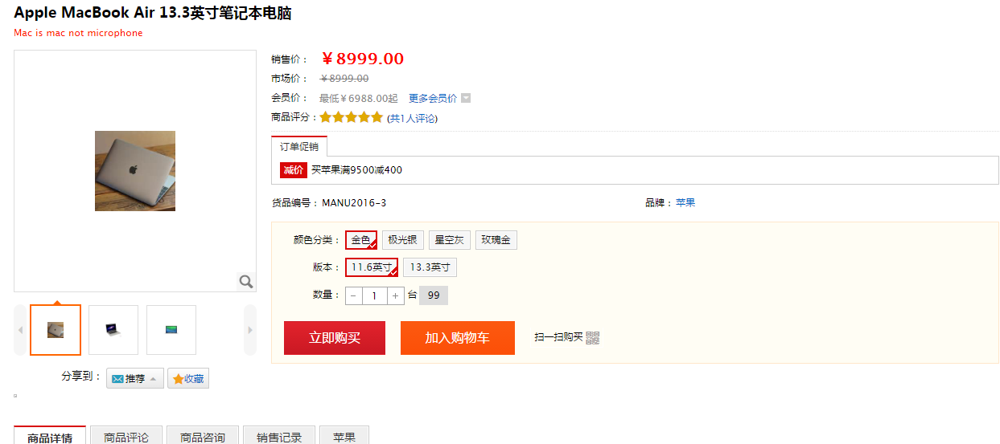 Apple MacBook Air 13.3英寸笔记本电脑
Mac is mac not microphone
销售价： ￥8999.00
市场价： ￥8999.00
会员价： 最低￥6988.00起 更多会员价
商品评分： (共1人评论)
订单促销
减价 买苹果满9500减400
货品编号： MANU2016-3 品牌： 苹果
颜色分类： 金色 极光银 星空灰 玫瑰金
版本： 11.6英寸 13.3英寸
数量： － 1 + 台 99
立即购买 加入购物车 扫一扫购买
分享到： 推荐 收藏
商品详情 商品评论 商品咨询 销售记录 苹果